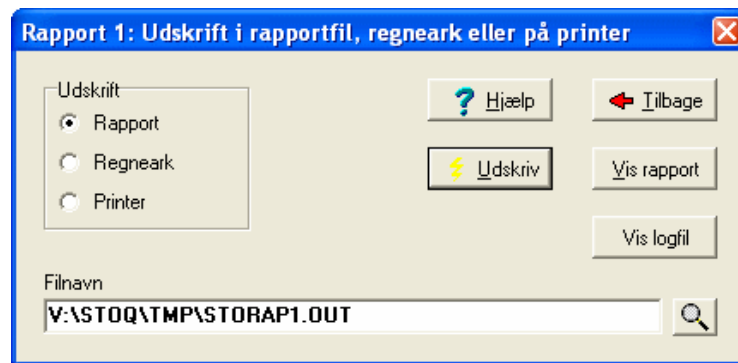 Rapport 1: Udskrift i rapportfil, regneark eller på printer
Udskrift
Rapport
Regneark
Printer
Hjælp
Tilbage
Udskriv
Vis rapport
Vis logfil
Filnavn
V:\STOQ\TMP\STORAP1.OUT